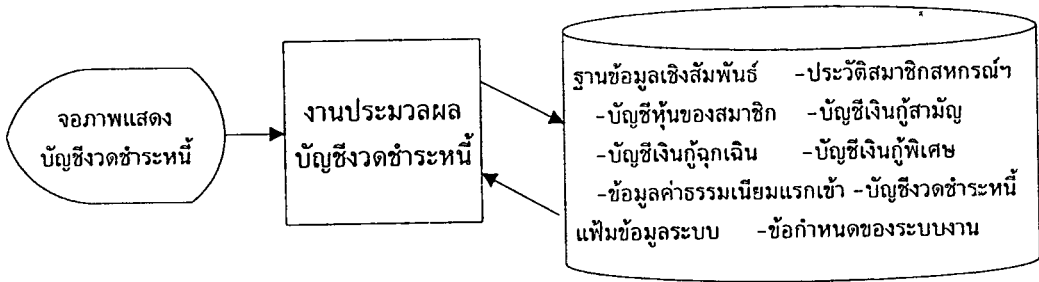 จอภาพแสดง
บัญชีงวดชำระหนี้
งานประมวลผล
บัญชีงวดชำระหนี้
ฐานข้อมูลเชิงสัมพันธ์ -ประวัติสมาชิกสหกรณ์ฯ
-บัญชีหุ้นของสมาชิก -บัญชีเงินกู้สามัญ
-บัญชีเงินกู้ฉุกเฉิน -บัญชีเงินกู้พิเศษ
-ข้อมูลค่าธรรมเนียมแรกเข้า -บัญชีงวดชำระหนี้
แฟ้มข้อมูลระบบ -ข้อกำหนดของระบบงาน